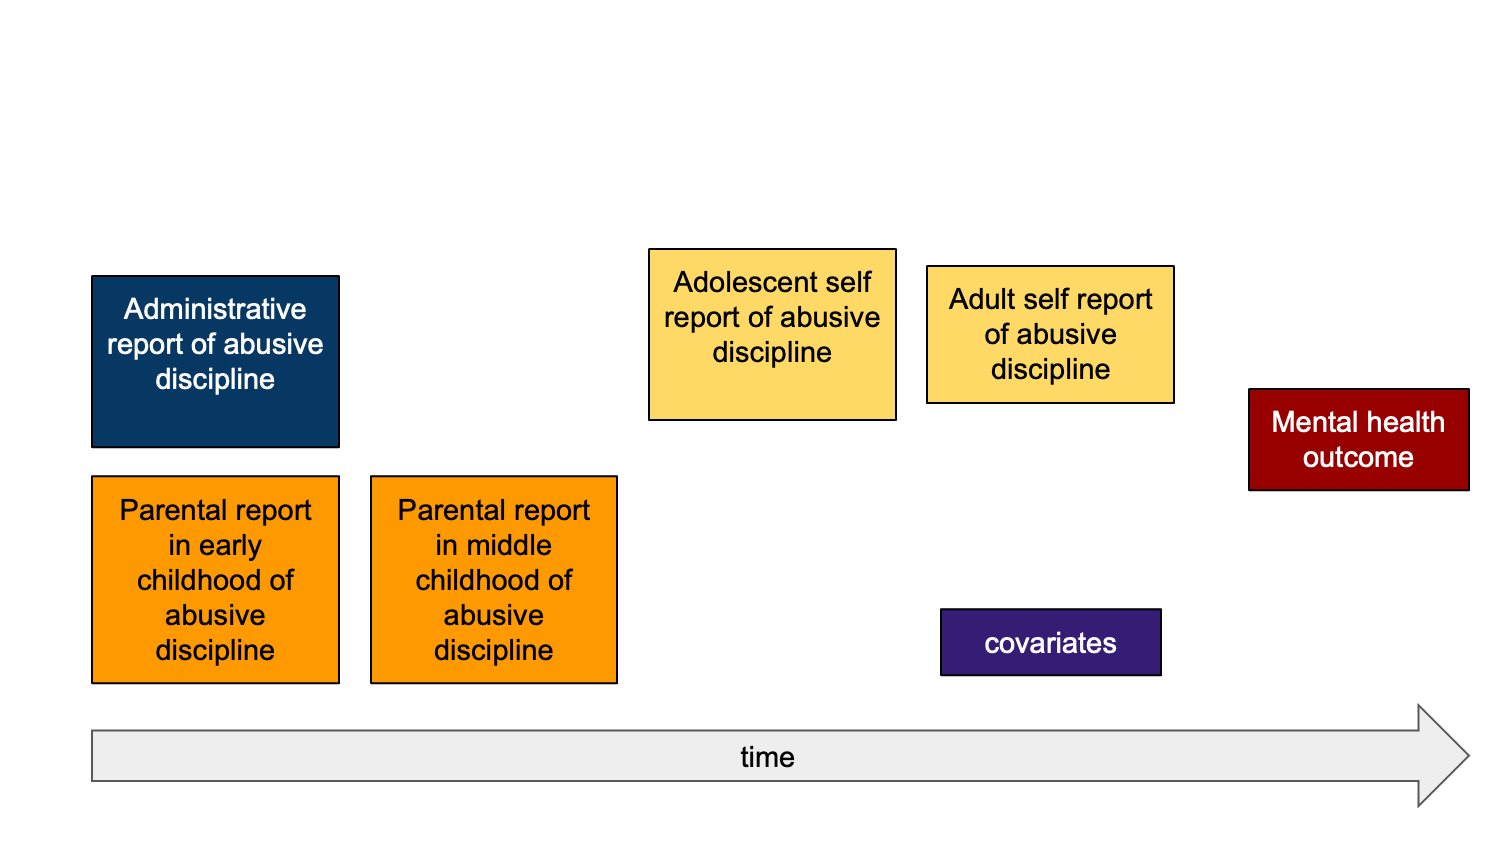 Administrative
report of abusive
discipline
Adolescent self
report of abusive
discipline
Adult self report
of abusive
discipline
Mental health
outcome
Parental report
in early
childhood of
abusive
discipline
Parental report
in middle
childhood of
abusive
discipline
covariates
time